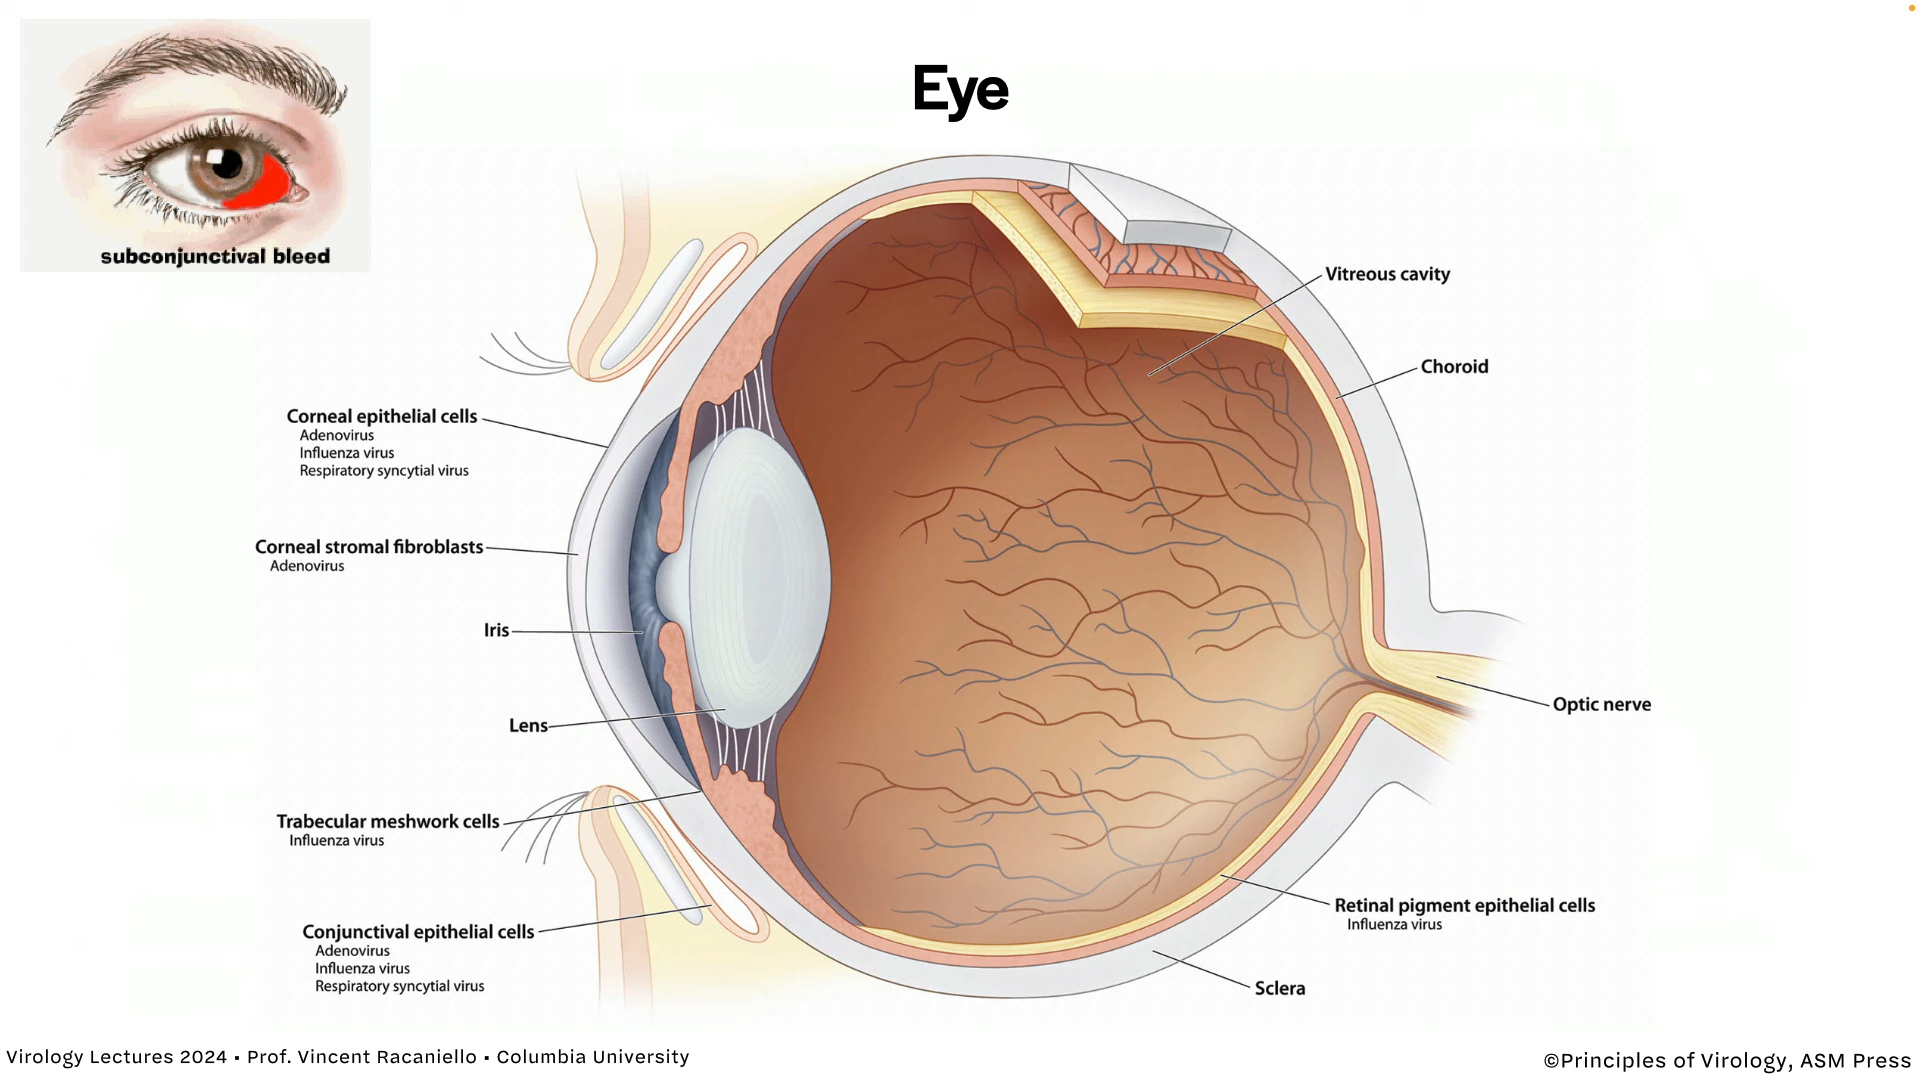 Eye
subconjunctival bleed
Vitreous cavity
Choroid
Corneal epithelial cells
Adenovirus
Influenza virus
Respiratory syncytial virus
Corneal stromal fibroblasts
Adenovirus
Iris
Lens
Optic nerve
Trabecular meshwork cells
Influenza virus
Conjunctival epithelial cells
Adenovirus
Influenza virus
Respiratory syncytial virus
Retinal pigment epithelial cells
Influenza virus
Sclera
Virology Lectures 2024 • Prof. Vincent Racaniello • Columbia University
©Principles of Virology, ASM Press